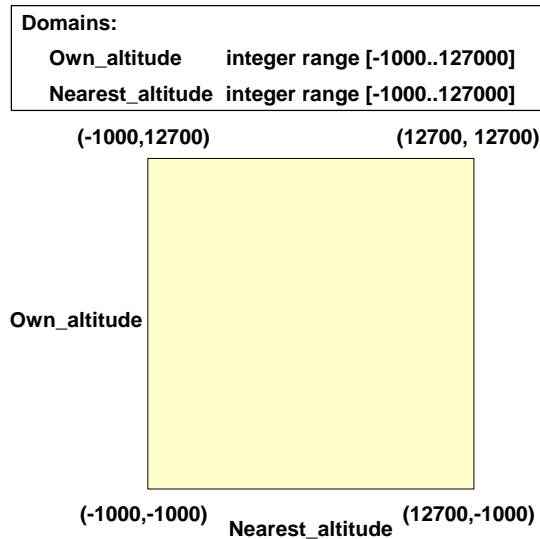 Domains:
Own_altitude integer range [-1000..127000]
Nearest_altitude integer range [-1000..127000]
(-1000,12700) (12700, 12700)
Own_altitude
(-1000,-1000) Nearest_altitude (12700,-1000)